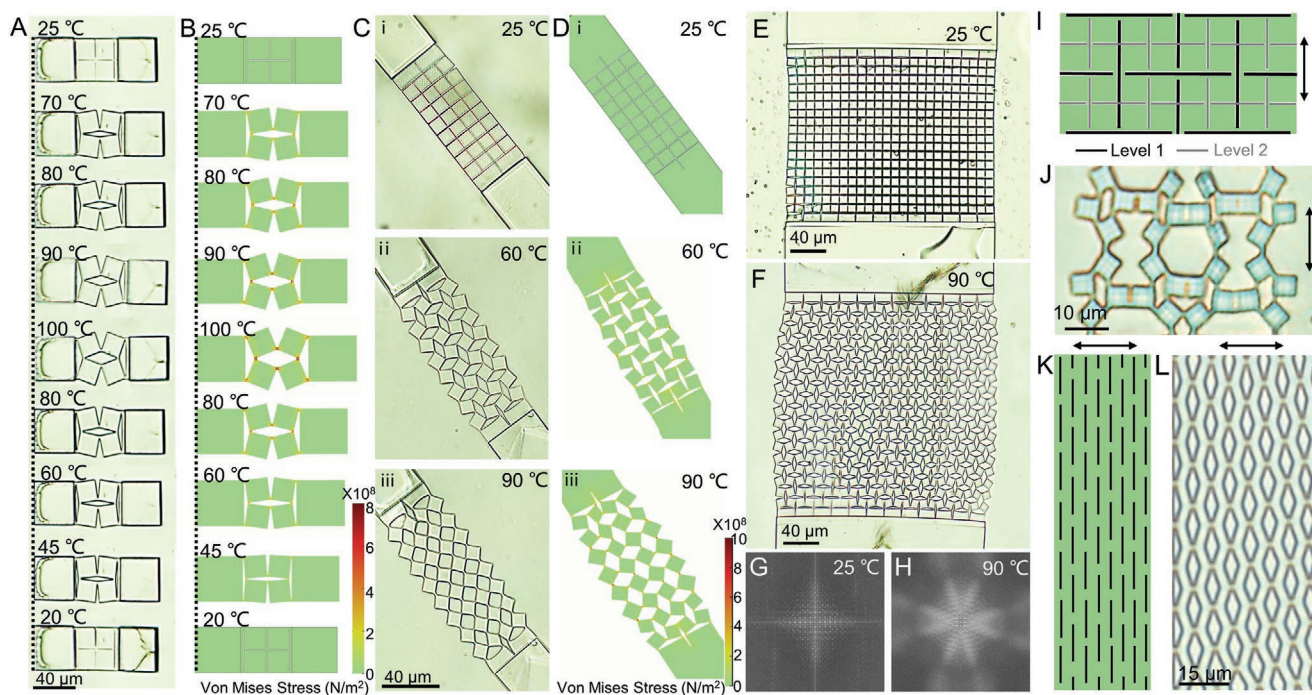 A
25 ℃
70 ℃
80 ℃
90 ℃
100 ℃
80 ℃
60 ℃
45 ℃
20 ℃
40 μm
B
25 ℃
70 ℃
80 ℃
90 ℃
100 ℃
80 ℃
60 ℃
45 ℃
20 ℃
X10⁸
8
6
4
2
0
Von Mises Stress (N/m²)
C
i
25 ℃
ii
60 ℃
iii
90 ℃
40 μm
D
i
25 ℃
ii
60 ℃
iii
90 ℃
X10⁸
10
8
6
4
2
0
Von Mises Stress (N/m²)
E
25 ℃
40 μm
F
90 ℃
40 μm
G
25 ℃
H
90 ℃
I
Level 1
Level 2
J
10 μm
K
L
15 μm